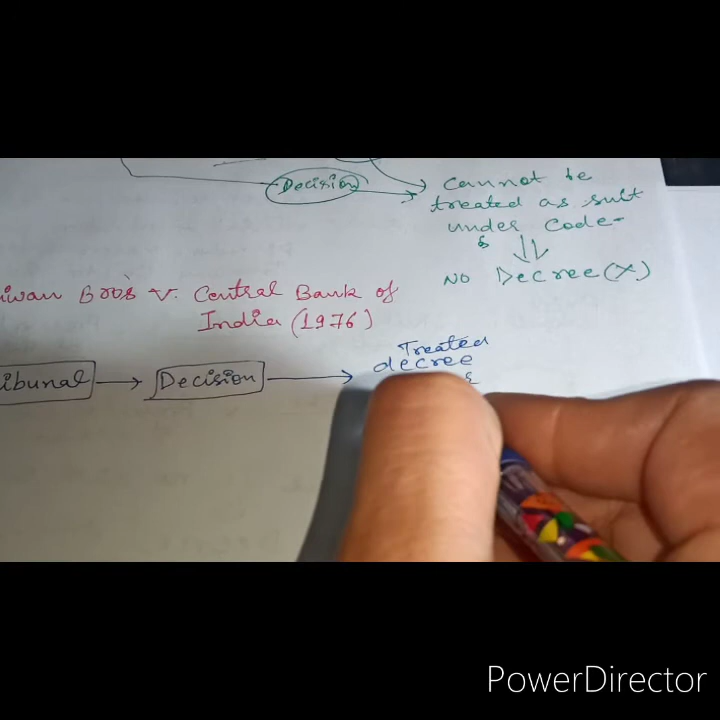 Decision
Cannot be
treated as suit
under Code-
NO Decree (X)
iwan Bros v. Central Bank of
India (1976)
Treated
decree
ibunal → Decision →
PowerDirector